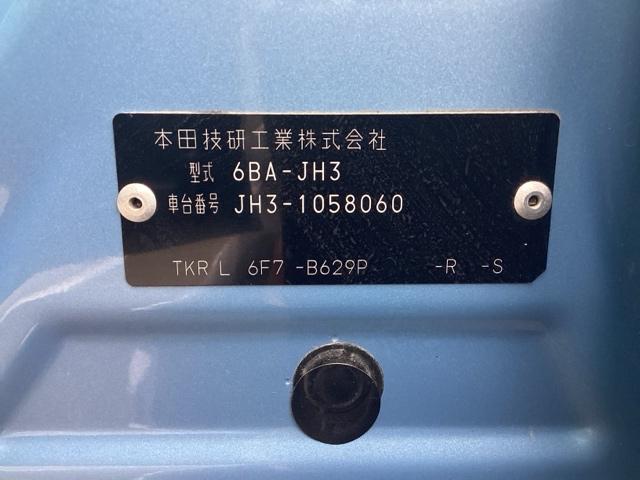 本田技研工業株式会社
型式 6BA-JH3
車台番号 JH3-1058060
TKR L 6F7 -B629P -R -S